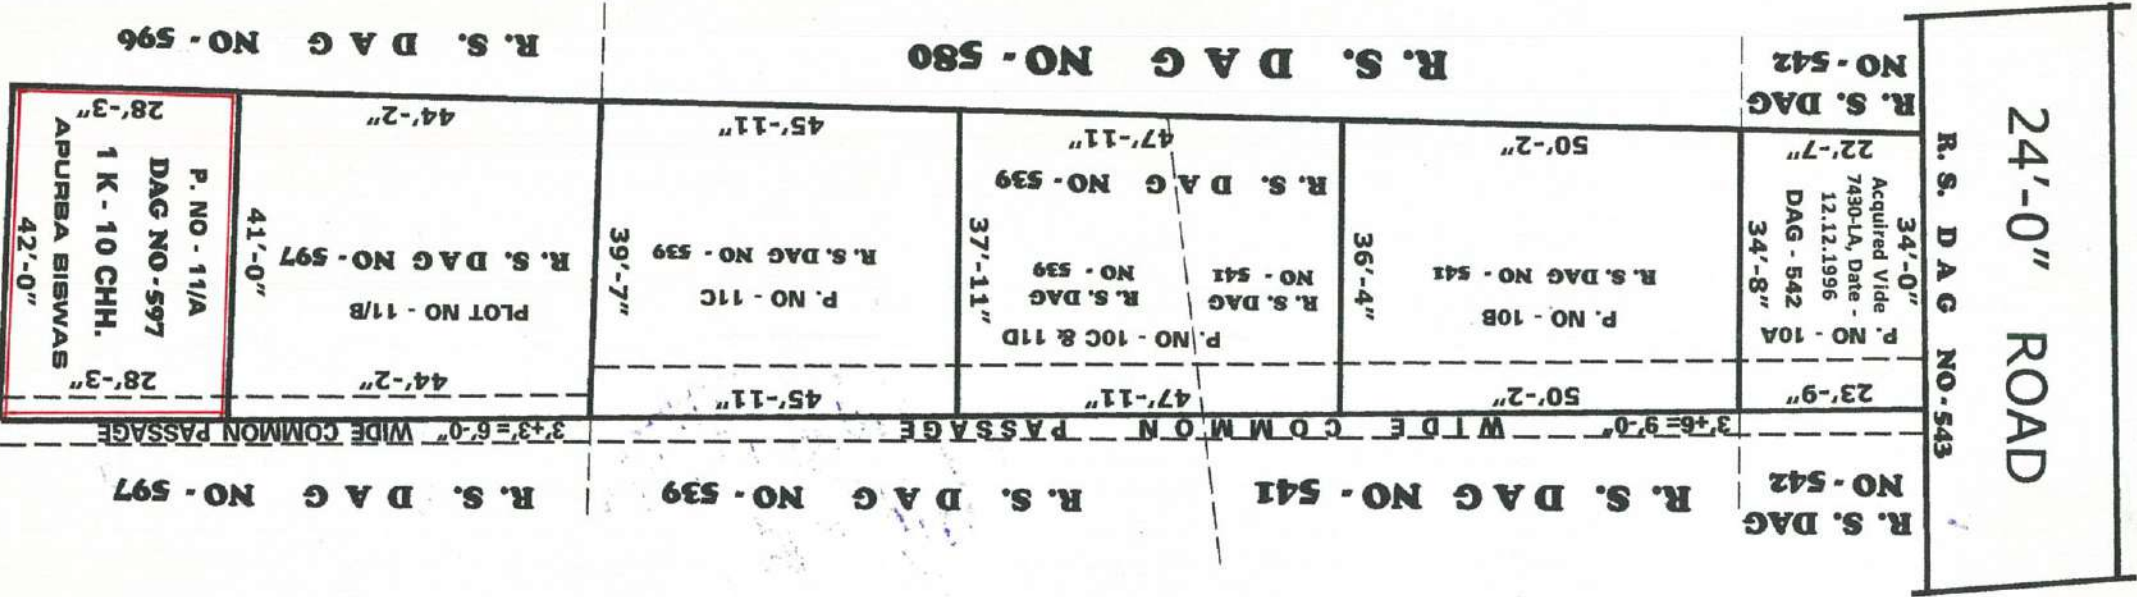 R. S. DAG
NO - 542
R. S. DAG NO - 541
R. S. DAG NO - 539
R. S. DAG NO - 597
3'+6= 9'-0" WIDE COMMON PASSAGE
3'+3'= 6'-0" WIDE COMMON PASSAGE
23'-9"
50'-2"
47'-11"
45'-11"
44'-2"
28'-3"
P. NO - 10A
DAG - 542
34'-8"
Acquired Vide
7430-LA, Date -
12.12.1996
34'-0"
22'-7"
P. NO - 10B
R. S. DAG NO - 541
50'-2"
36'-4"
P. NO - 10C & 11D
R. S. DAG
NO - 541
R. S. DAG
NO - 539
R. S. DAG NO - 539
47'-11"
37'-11"
P. NO - 11C
R. S. DAG NO - 539
45'-11"
39'-7"
PLOT NO - 11/B
R. S. DAG NO - 597
44'-2"
41'-0"
P. NO - 11/A
DAG NO - 597
1 K - 10 CHH.
APURBA BISWAS
42'-0"
28'-3"
R. S. DAG
NO - 542
R. S. DAG NO - 580
R. S. DAG NO - 596
R. S. DAG NO - 543
24'-0" ROAD